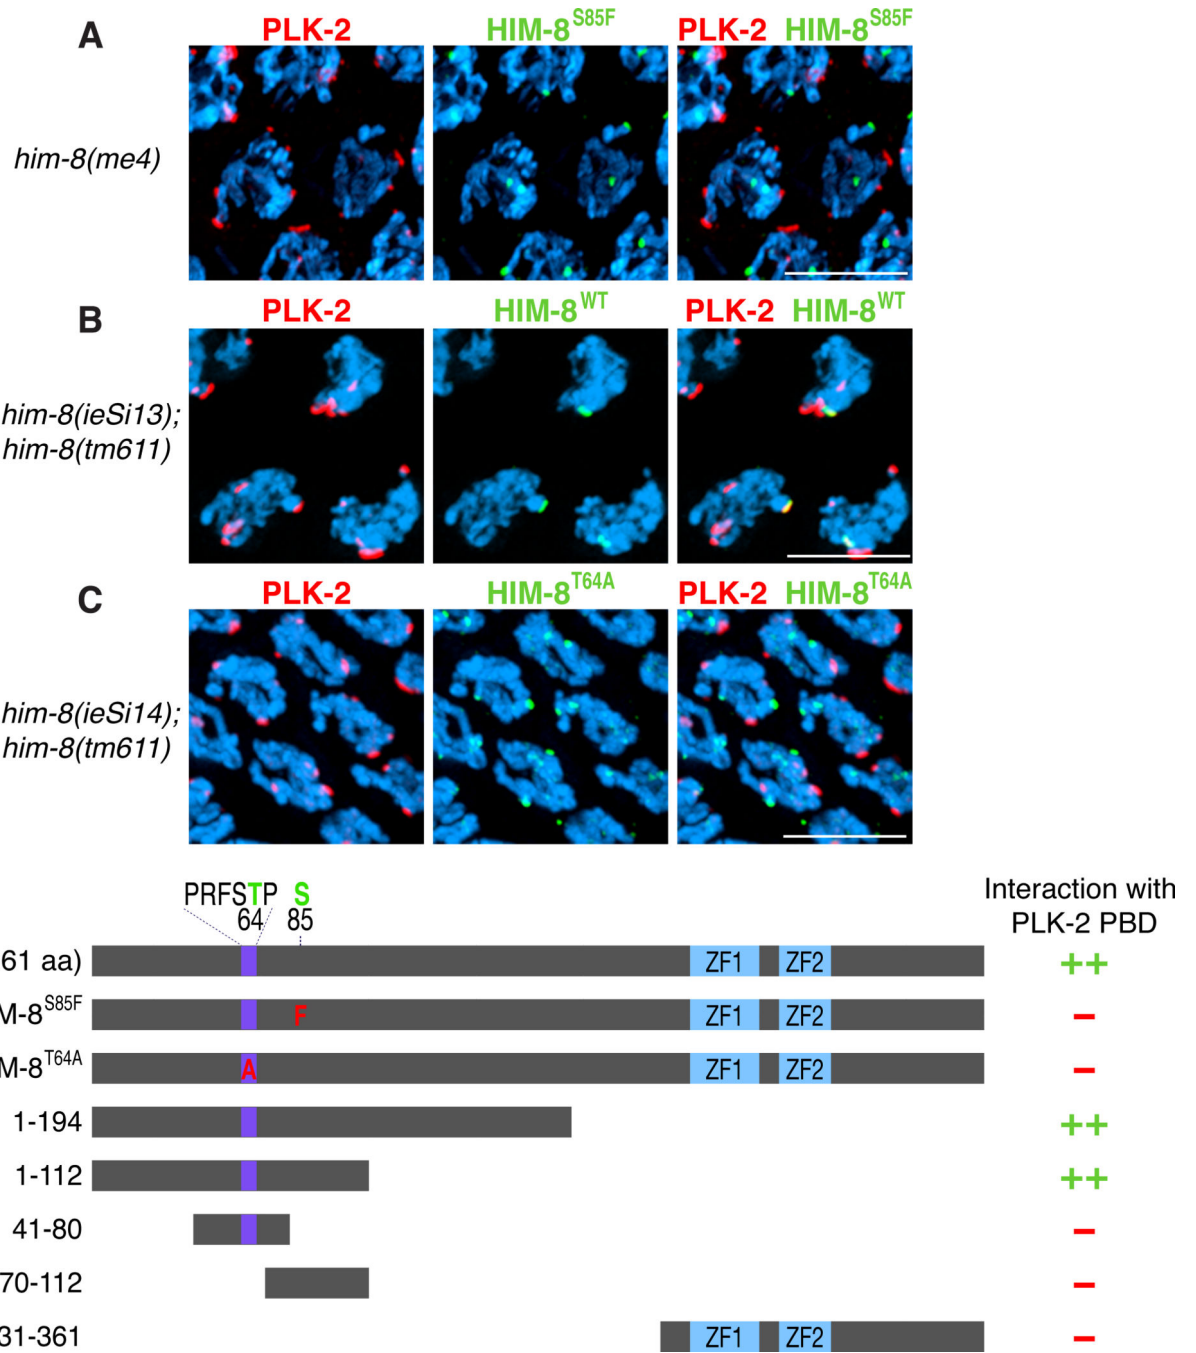 A
PLK-2 HIM-8S85F PLK-2 HIM-8S85F
him-8(me4)
B
PLK-2 HIM-8WT PLK-2 HIM-8WT
him-8(ieSi13);
him-8(tm611)
C
PLK-2 HIM-8T64A PLK-2 HIM-8T64A
him-8(ieSi14);
him-8(tm611)
PRFSTP S
64 85
Interaction with
PLK-2 PBD
61 aa) ZF1 ZF2 ++
M-8S85F F ZF1 ZF2 –
M-8T64A A ZF1 ZF2 –
1-194 ++
1-112 ++
41-80 –
70-112 –
31-361 ZF1 ZF2 –